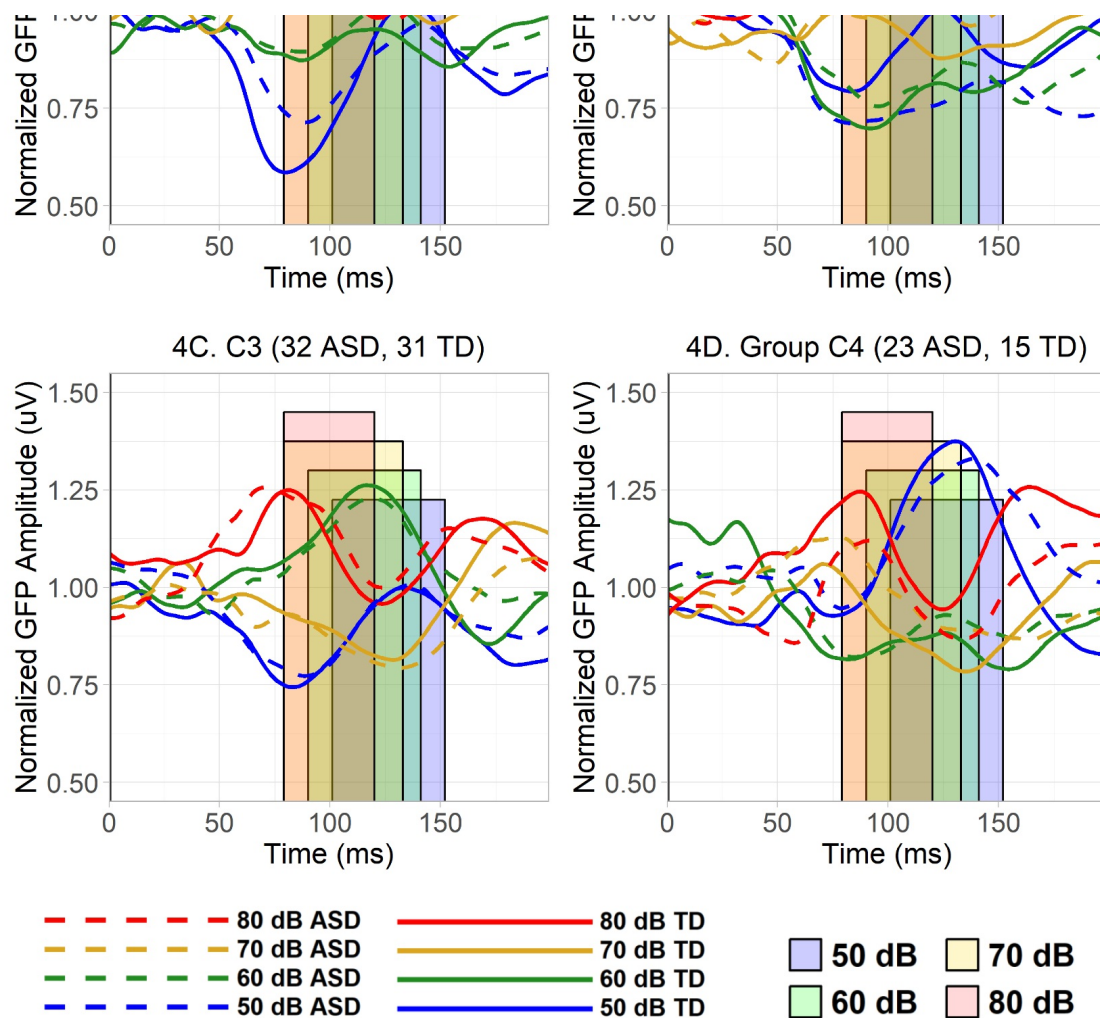 1.00 1.00
Normalized GFP Normalized GFP
0.75 0.75
0.50 0.50
0 50 100 150 0 50 100 150
Time (ms) Time (ms)
4C. C3 (32 ASD, 31 TD) 4D. Group C4 (23 ASD, 15 TD)
Normalized GFP Amplitude (uV) Normalized GFP Amplitude (uV)
1.50 1.50
1.25 1.25
1.00 1.00
0.75 0.75
0.50 0.50
0 50 100 150 0 50 100 150
Time (ms) Time (ms)
80 dB ASD 80 dB TD
70 dB ASD 70 dB TD
60 dB ASD 60 dB TD
50 dB ASD 50 dB TD
50 dB 70 dB
60 dB 80 dB